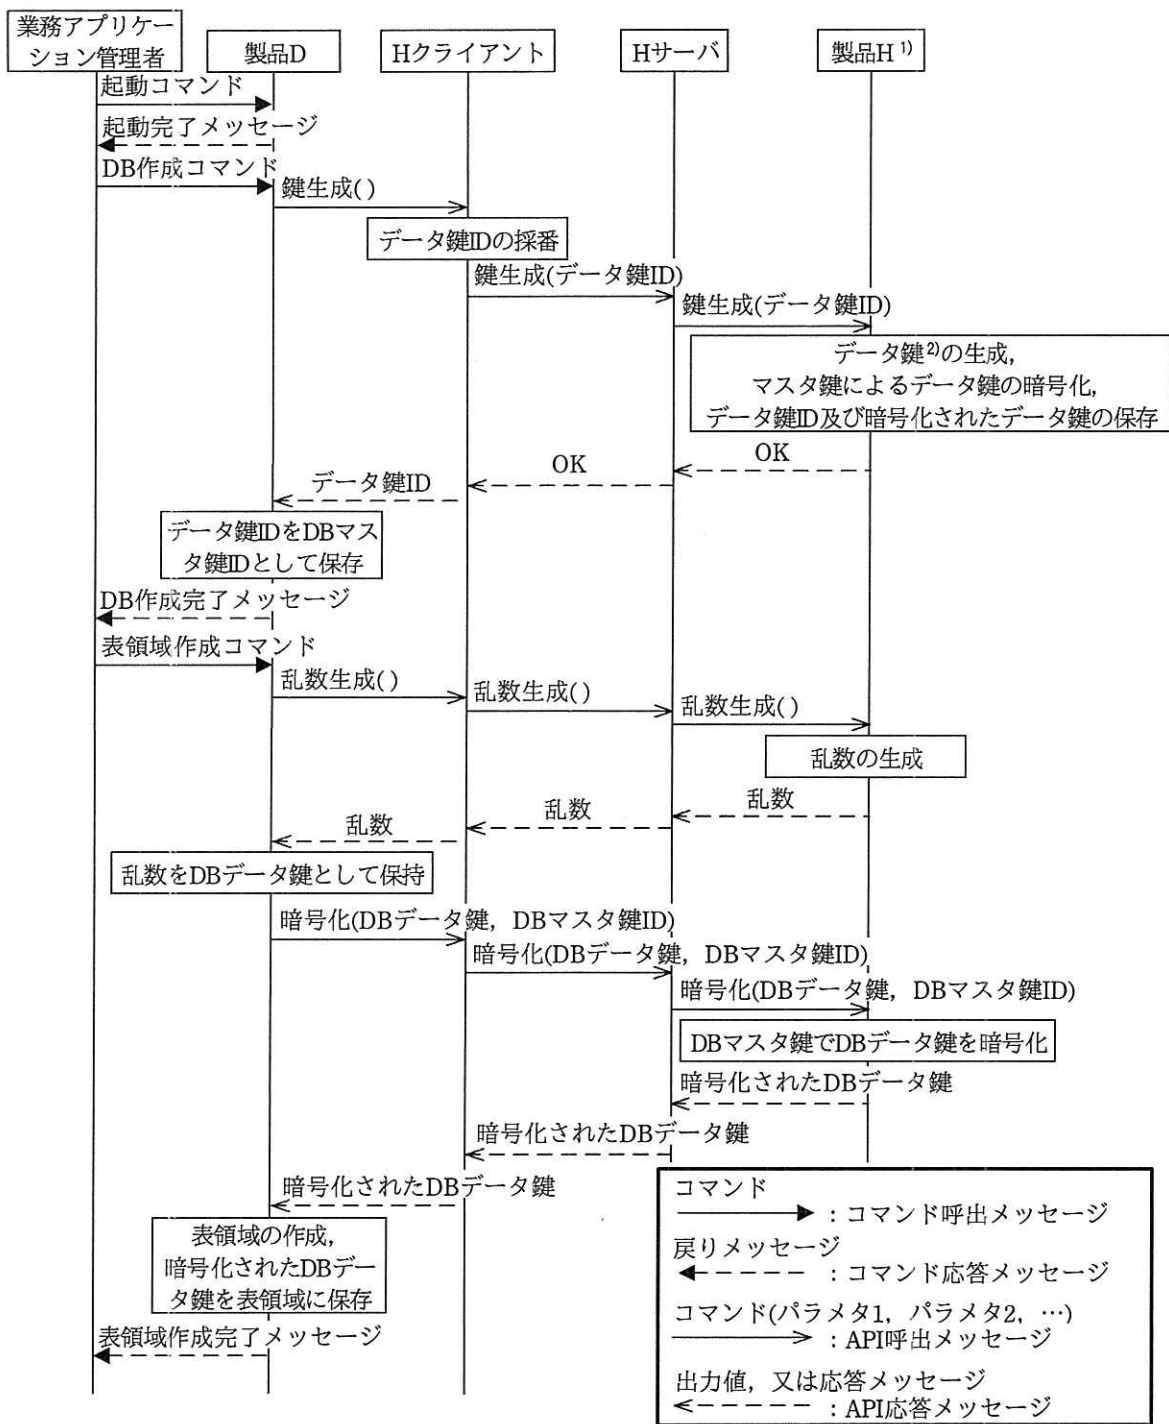 業務アプリケー
ション管理者
製品D
Hクライアント
Hサーバ
製品H 1)
起動コマンド
起動完了メッセージ
DB作成コマンド
鍵生成( )
データ鍵IDの採番
鍵生成(データ鍵ID)
鍵生成(データ鍵ID)
データ鍵2)の生成,
マスタ鍵によるデータ鍵の暗号化,
データ鍵ID及び暗号化されたデータ鍵の保存
OK
OK
データ鍵ID
データ鍵IDをDBマス
タ鍵IDとして保存
DB作成完了メッセージ
表領域作成コマンド
乱数生成( )
乱数生成( )
乱数生成( )
乱数の生成
乱数
乱数
乱数
乱数をDBデータ鍵として保持
暗号化(DBデータ鍵, DBマスタ鍵ID)
暗号化(DBデータ鍵, DBマスタ鍵ID)
暗号化(DBデータ鍵, DBマスタ鍵ID)
DBマスタ鍵でDBデータ鍵を暗号化
暗号化されたDBデータ鍵
暗号化されたDBデータ鍵
暗号化されたDBデータ鍵
表領域の作成,
暗号化されたDBデー
タ鍵を表領域に保存
表領域作成完了メッセージ
コマンド
：コマンド呼出メッセージ
戻りメッセージ
：コマンド応答メッセージ
コマンド(パラメタ1, パラメタ2, …)
：API呼出メッセージ
出力値，又は応答メッセージ
：API応答メッセージ